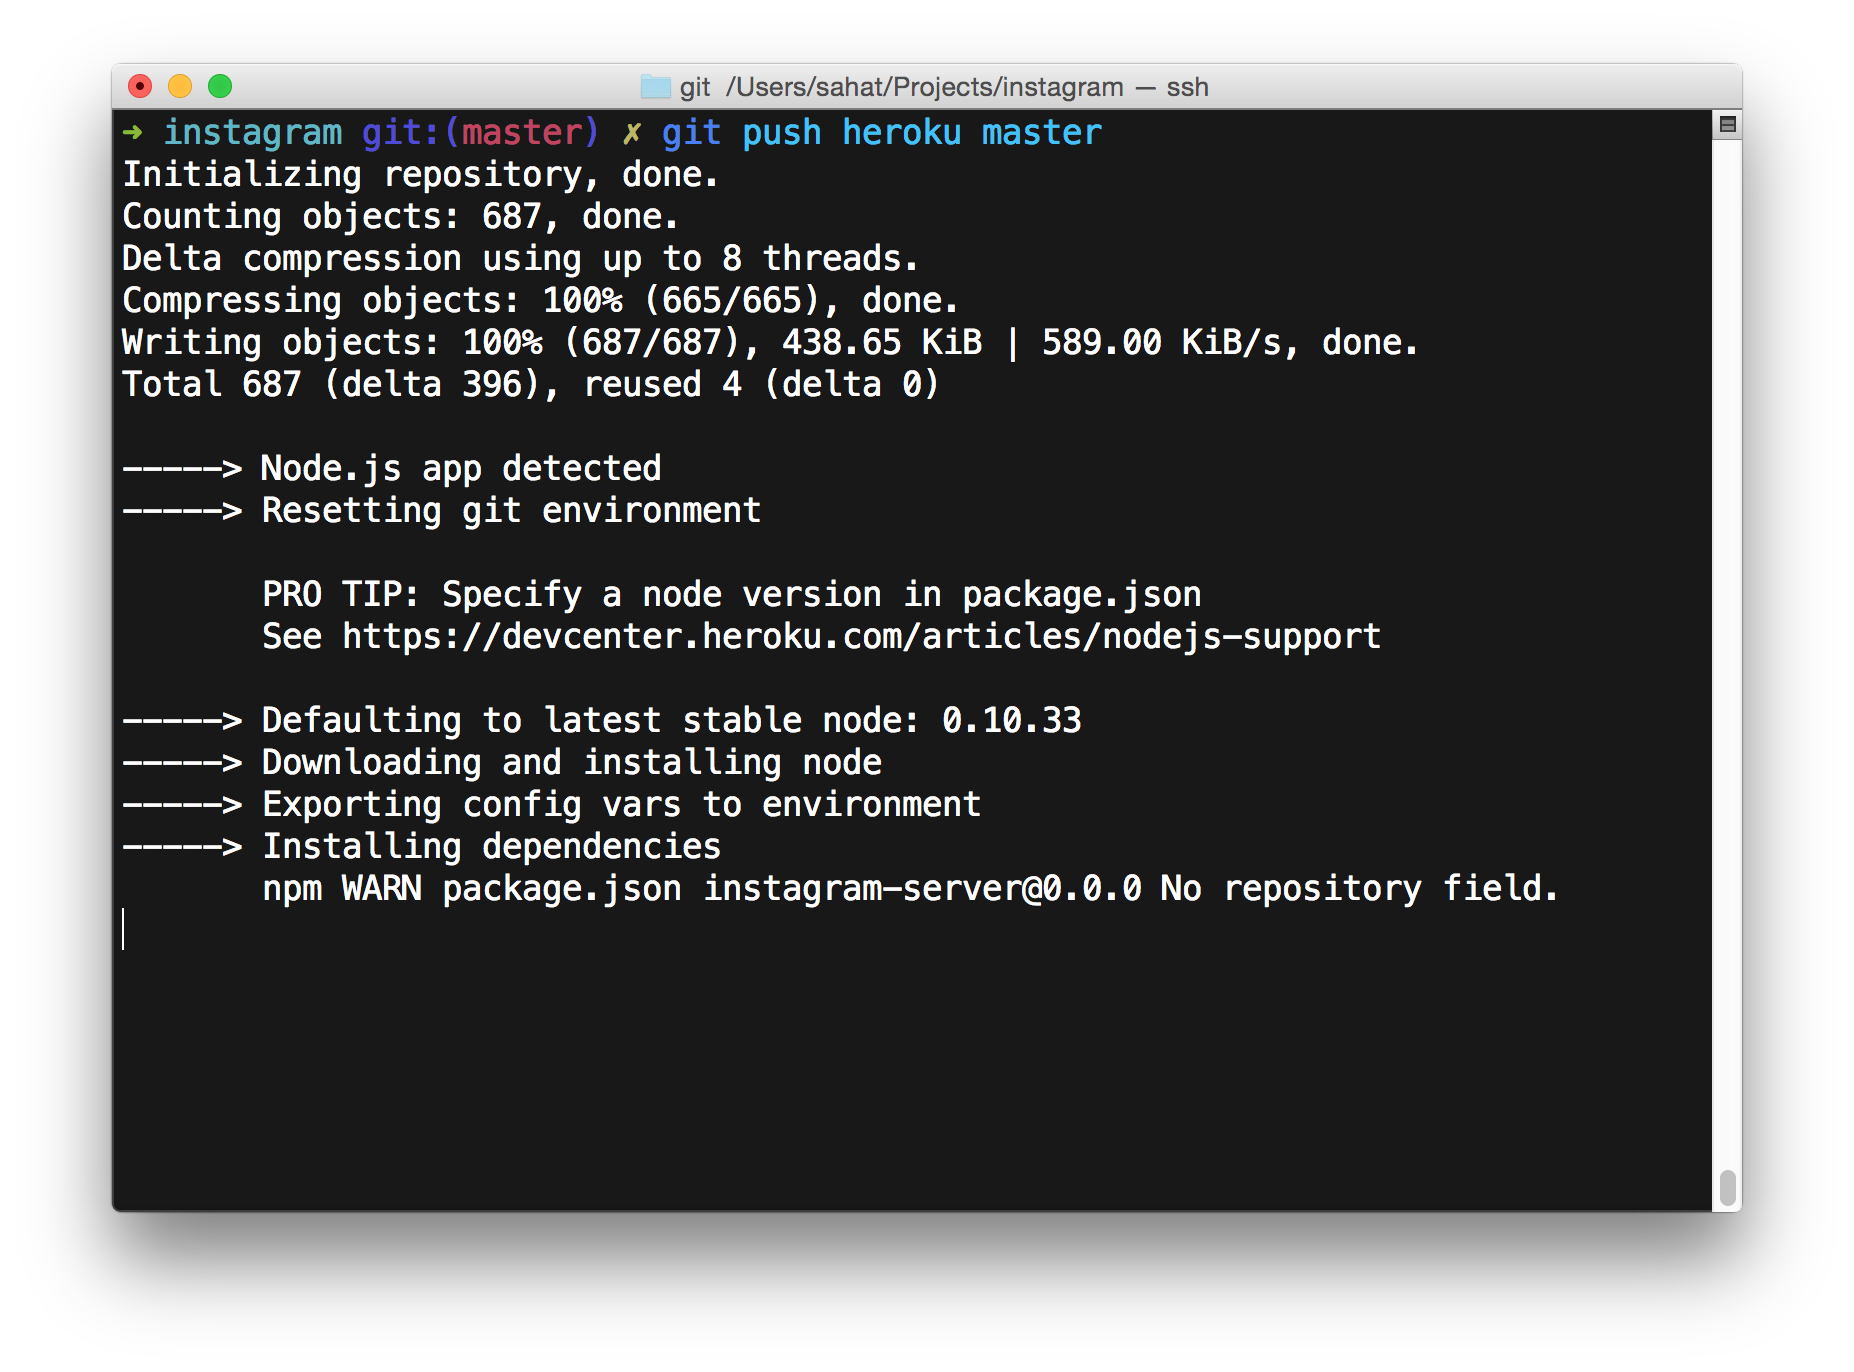 git /Users/sahat/Projects/instagram — ssh
➜ instagram git:(master) ✗ git push heroku master
Initializing repository, done.
Counting objects: 687, done.
Delta compression using up to 8 threads.
Compressing objects: 100% (665/665), done.
Writing objects: 100% (687/687), 438.65 KiB | 589.00 KiB/s, done.
Total 687 (delta 396), reused 4 (delta 0)
-----> Node.js app detected
-----> Resetting git environment
PRO TIP: Specify a node version in package.json
See https://devcenter.heroku.com/articles/nodejs-support
-----> Defaulting to latest stable node: 0.10.33
-----> Downloading and installing node
-----> Exporting config vars to environment
-----> Installing dependencies
npm WARN package.json instagram-server@0.0.0 No repository field.